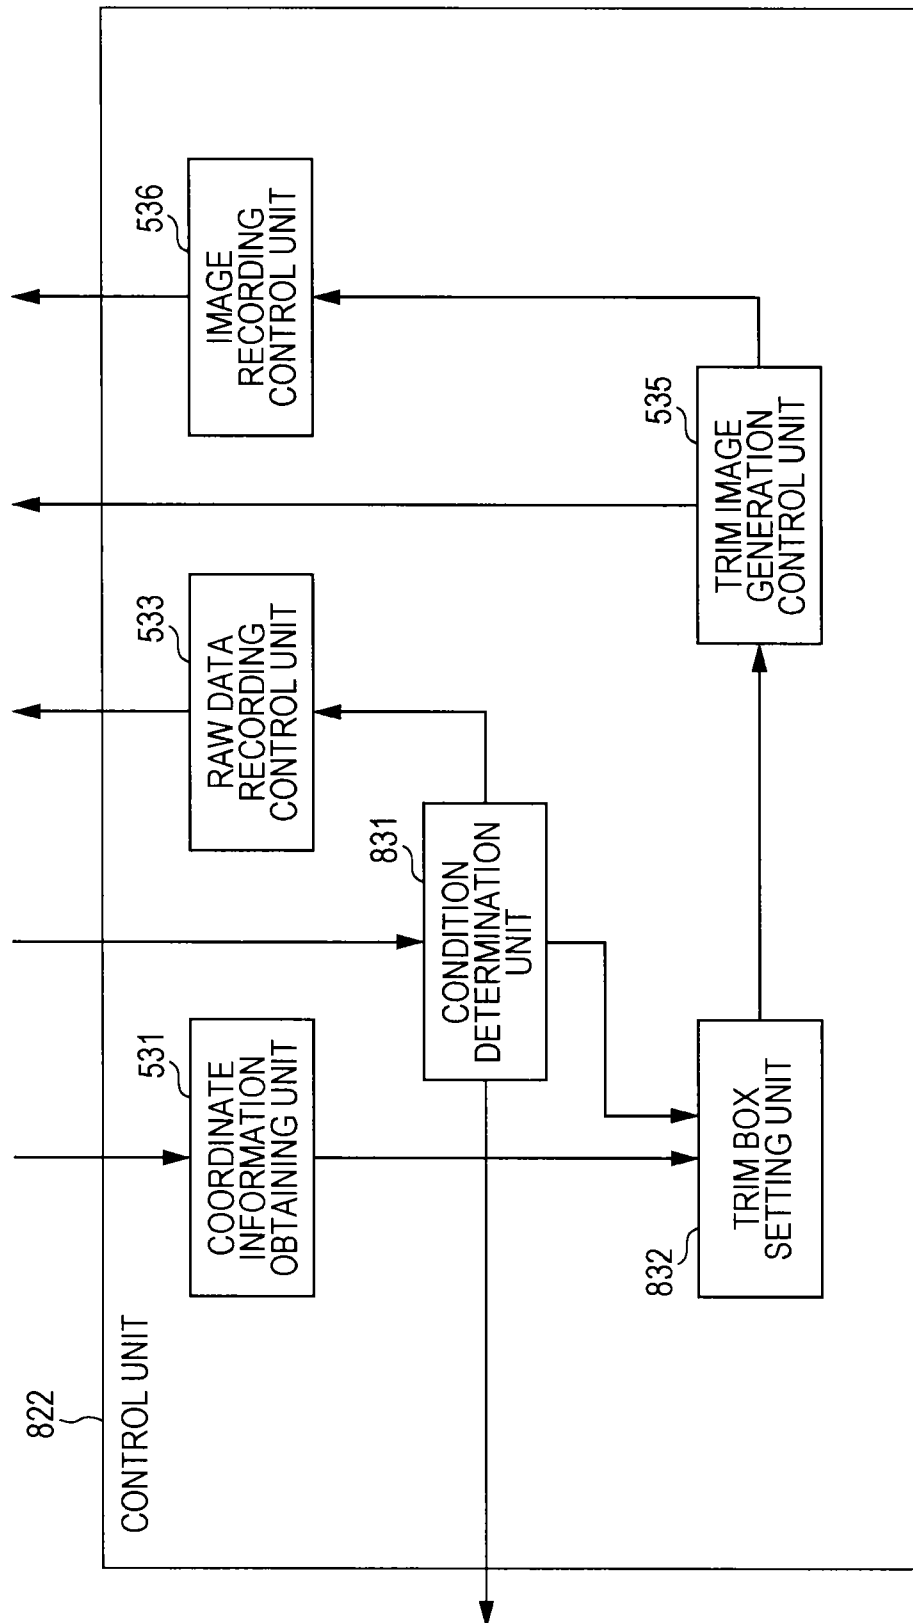 822
CONTROL UNIT
531
COORDINATE
INFORMATION
OBTAINING UNIT
533
RAW DATA
RECORDING
CONTROL UNIT
536
IMAGE
RECORDING
CONTROL UNIT
831
CONDITION
DETERMINATION
UNIT
832
TRIM BOX
SETTING UNIT
535
TRIM IMAGE
GENERATION
CONTROL UNIT